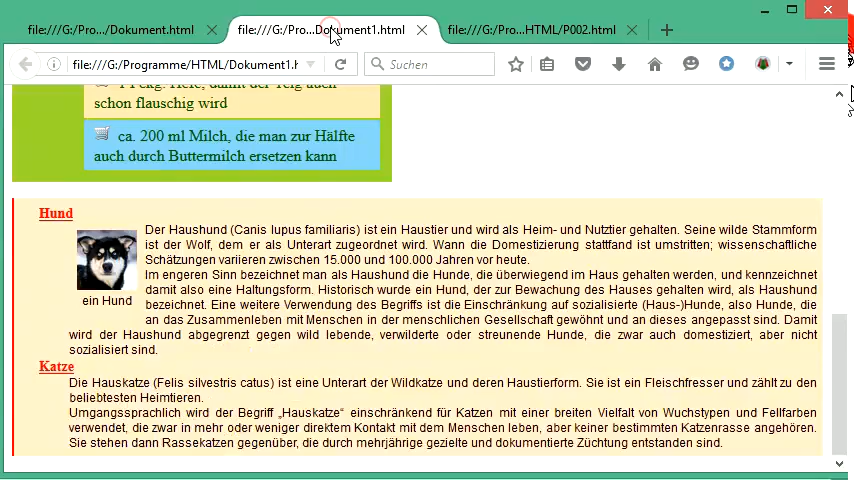 file:///G:/Pro.../Dokument.html
file:///G:/Pro...Dokument1.html
file:///G:/Pro...HTML/P002.html
file:///G:/Programme/HTML/Dokument1.h
Suchen
schon flauschig wird
ca. 200 ml Milch, die man zur Hälfte
auch durch Buttermilch ersetzen kann
Hund
Der Haushund (Canis lupus familiaris) ist ein Haustier und wird als Heim- und Nutztier gehalten. Seine wilde Stammform
ist der Wolf, dem er als Unterart zugeordnet wird. Wann die Domestizierung stattfand ist umstritten; wissenschaftliche
Schätzungen variieren zwischen 15.000 und 100.000 Jahren vor heute.
Im engeren Sinn bezeichnet man als Haushund die Hunde, die überwiegend im Haus gehalten werden, und kennzeichnet
damit also eine Haltungsform. Historisch wurde ein Hund, der zur Bewachung des Hauses gehalten wird, als Haushund
ein Hund
bezeichnet. Eine weitere Verwendung des Begriffs ist die Einschränkung auf sozialisierte (Haus-)Hunde, also Hunde, die
an das Zusammenleben mit Menschen in der menschlichen Gesellschaft gewöhnt und an dieses angepasst sind. Damit
wird der Haushund abgegrenzt gegen wild lebende, verwilderte oder streunende Hunde, die zwar auch domestiziert, aber nicht
sozialisiert sind.
Katze
Die Hauskatze (Felis silvestris catus) ist eine Unterart der Wildkatze und deren Haustierform. Sie ist ein Fleischfresser und zählt zu den
beliebtesten Heimtieren.
Umgangssprachlich wird der Begriff „Hauskatze“ einschränkend für Katzen mit einer breiten Vielfalt von Wuchstypen und Fellfarben
verwendet, die zwar in mehr oder weniger direktem Kontakt mit dem Menschen leben, aber keiner bestimmten Katzenrasse angehören.
Sie stehen dann Rassekatzen gegenüber, die durch mehrjährige gezielte und dokumentierte Züchtung entstanden sind.